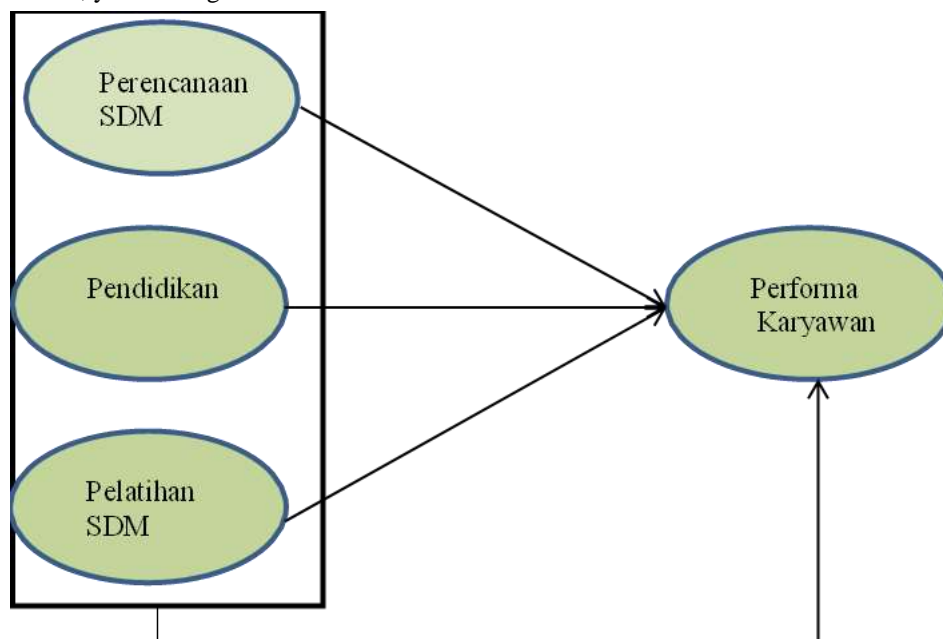 Perencanaan
SDM
Pendidikan
Performa
Karyawan
Pelatihan
SDM